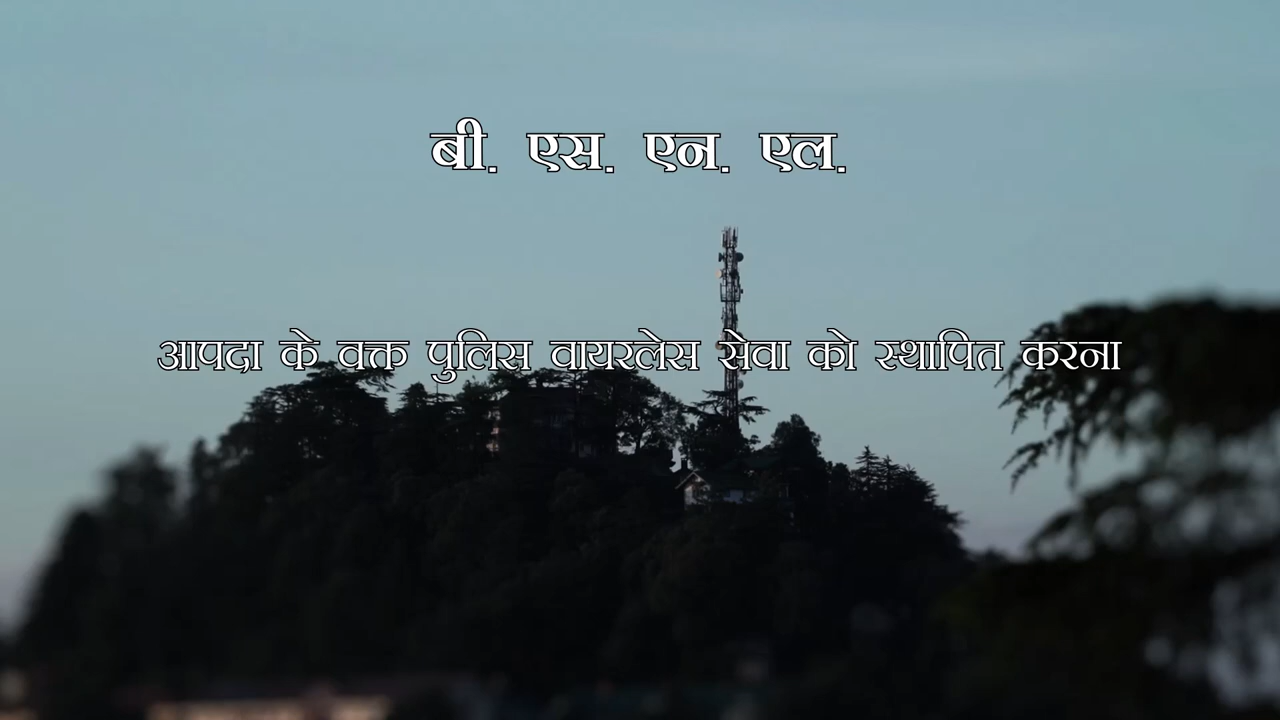 बी. एस. एन. एल.
आपदा के वक्त पुलिस वायरलेस सेवा को स्थापित करना